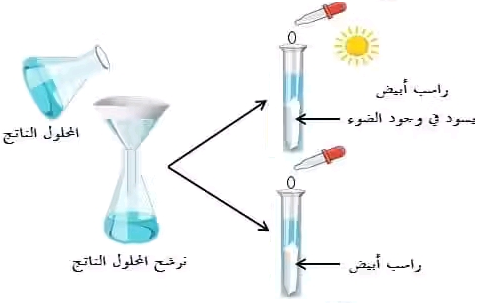 راسب أبيض
يسود في وجود الضوء
المحلول الناتج
نرشح المحلول الناتج
راسب أبيض